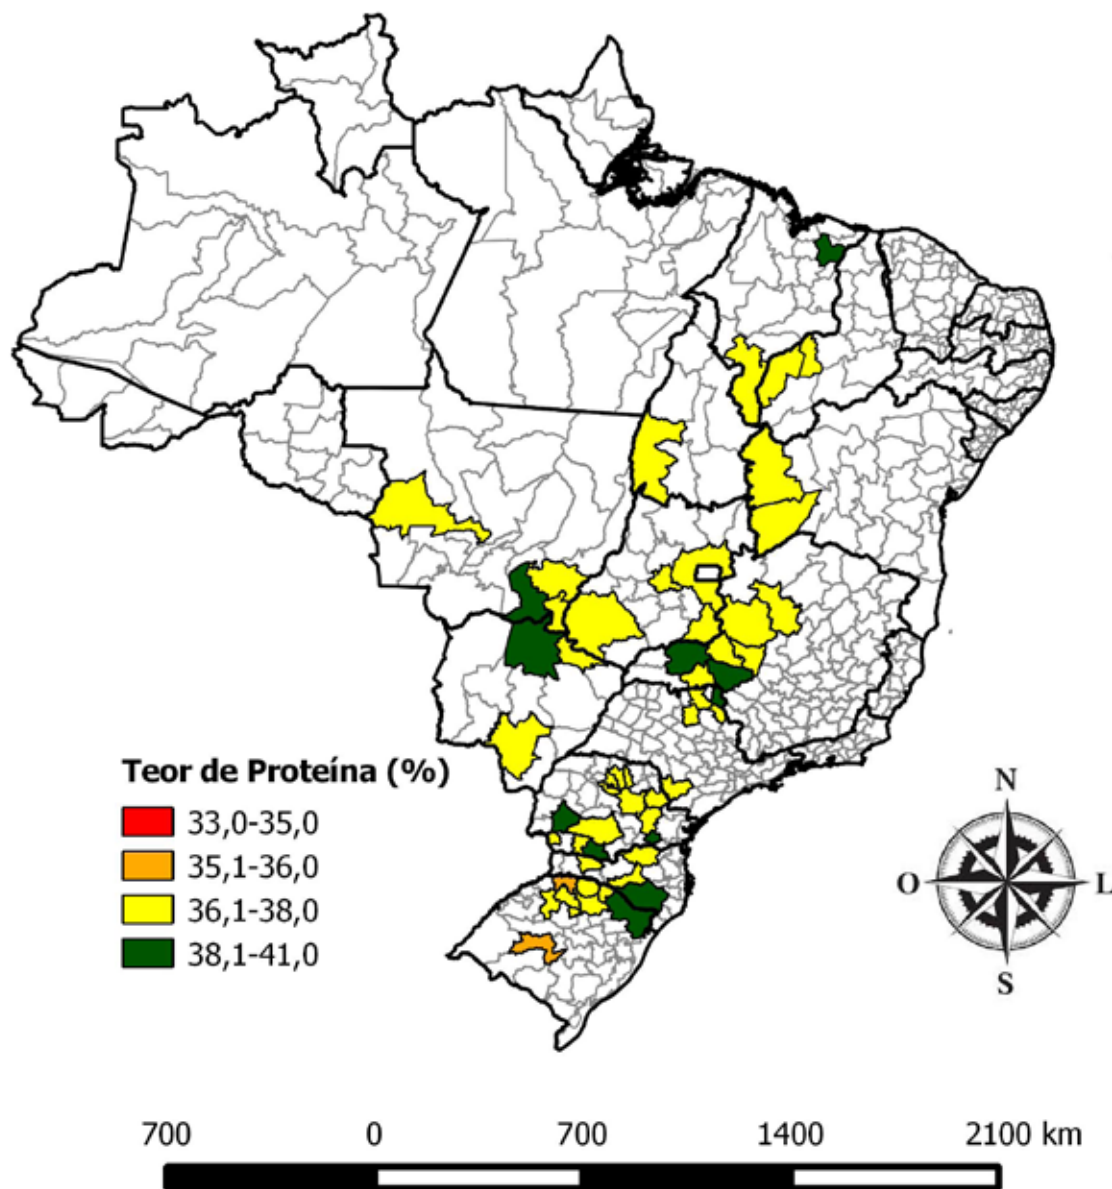 Teor de Proteína (%)
33,0-35,0
35,1-36,0
36,1-38,0
38,1-41,0
N
O
L
S
700 0 700 1400 2100 km